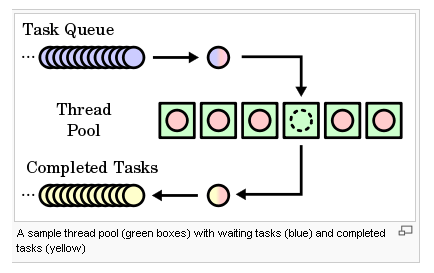 Task Queue
...
Thread
Pool
Completed Tasks
...
A sample thread pool (green boxes) with waiting tasks (blue) and completed
tasks (yellow)